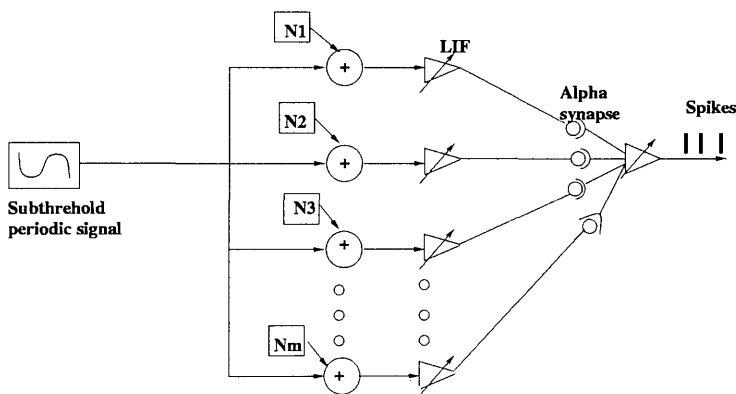 N1
LIF
+
Alpha
synapse
Spikes
N2
+
Subthrehold
periodic signal
N3
+
Nm
+